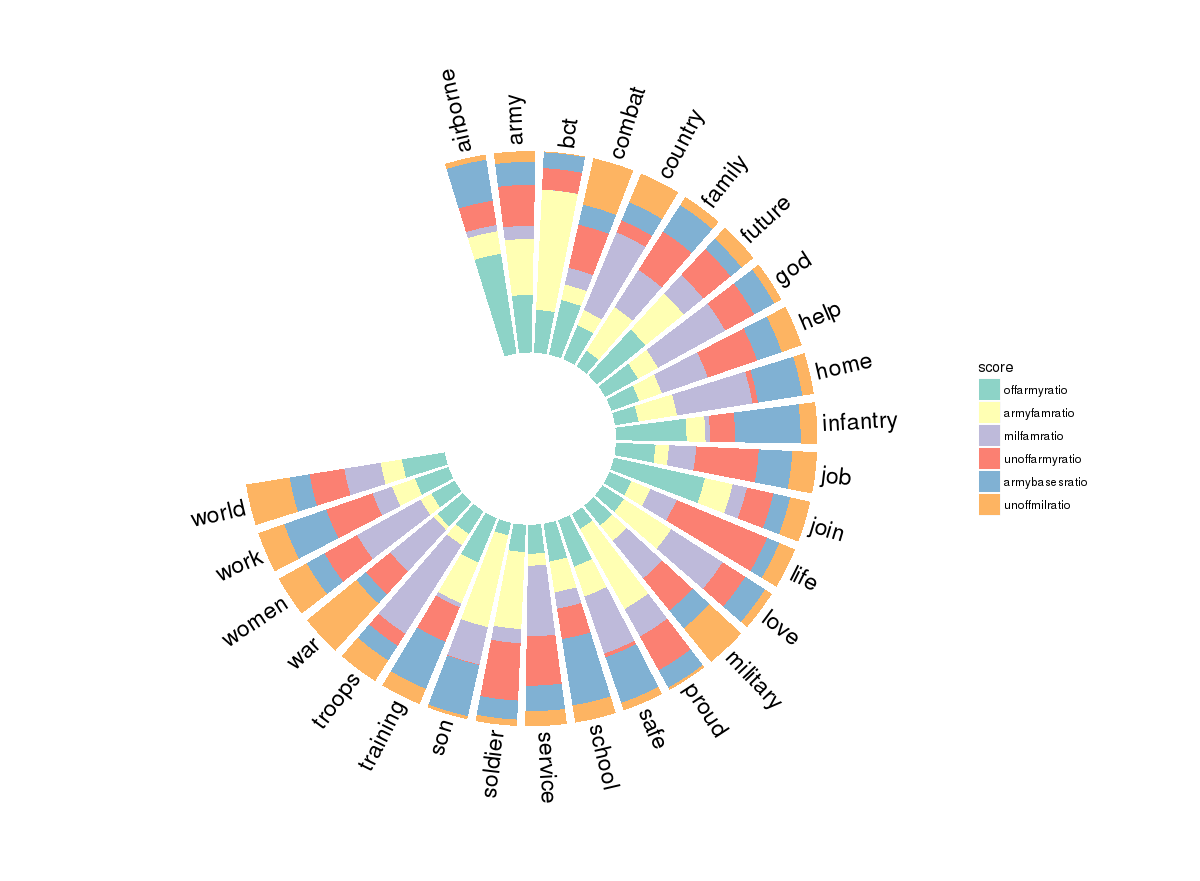 airborne
army
bct
combat
country
family
future
god
help
home
infantry
job
join
life
love
military
proud
safe
school
service
soldier
son
training
troops
war
women
work
world
score
offarmyratio
armyfamratio
milfamratio
unoffarmyratio
armybasesratio
unoffmilratio